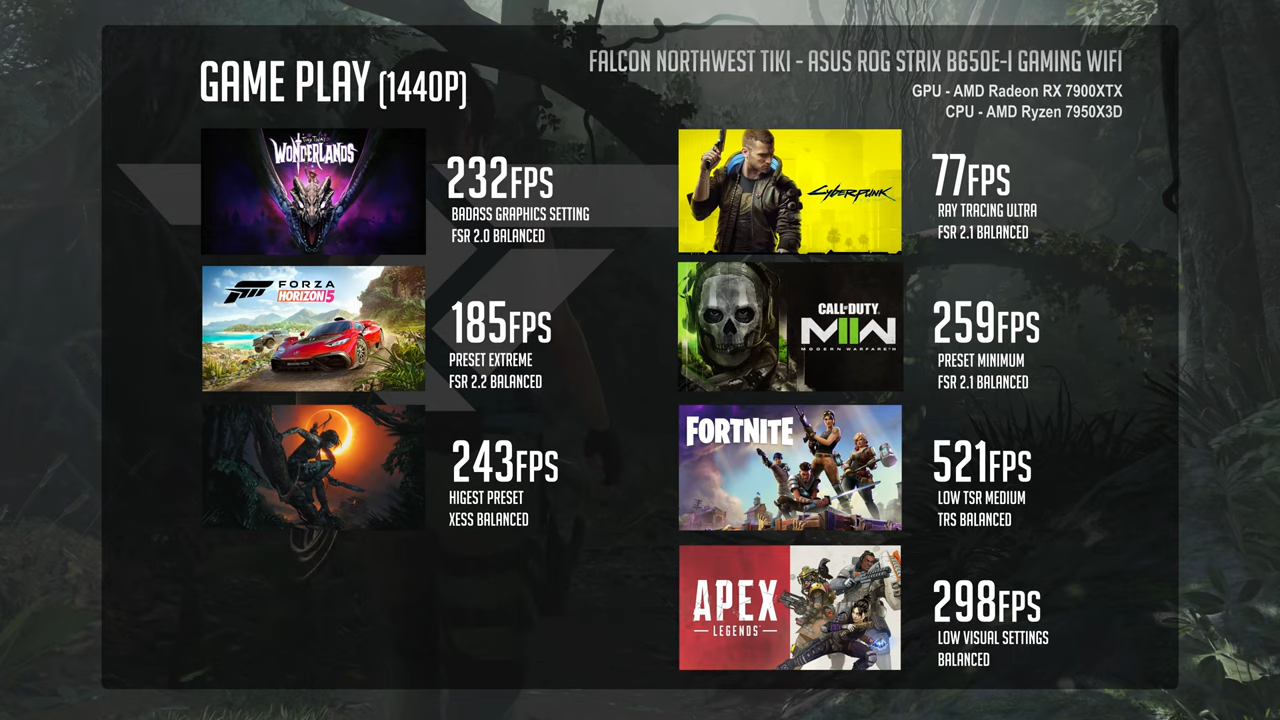 GAME PLAY (1440P)
FALCON NORTHWEST TIKI - ASUS ROG STRIX B650E-I GAMING WIFI
GPU - AMD Radeon RX 7900XTX
CPU - AMD Ryzen 7950X3D
Tiny Tina's
WONDERLANDS
232FPS
BADASS GRAPHICS SETTING
FSR 2.0 BALANCED
FORZA
HORIZON 5
185FPS
PRESET EXTREME
FSR 2.2 BALANCED
243FPS
HIGEST PRESET
XESS BALANCED
CYBERPUNK
77FPS
RAY TRACING ULTRA
FSR 2.1 BALANCED
CALL OF DUTY
MWII
MODERN WARFARE II
259FPS
PRESET MINIMUM
FSR 2.1 BALANCED
FORTNITE
521FPS
LOW TSR MEDIUM
TRS BALANCED
APEX
LEGENDS
298FPS
LOW VISUAL SETTINGS
BALANCED